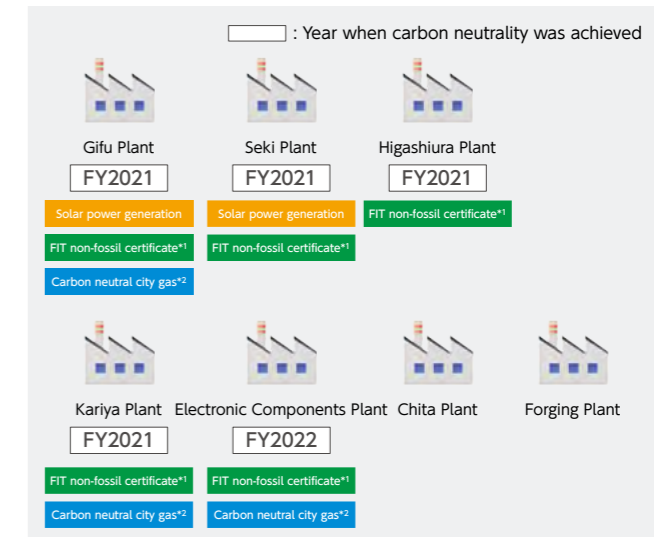 : Year when carbon neutrality was achieved
Gifu Plant
FY2021
Solar power generation
FIT non-fossil certificate*1
Carbon neutral city gas*2
Seki Plant
FY2021
Solar power generation
FIT non-fossil certificate*1
Higashiura Plant
FY2021
FIT non-fossil certificate*1
Kariya Plant
FY2021
FIT non-fossil certificate*1
Carbon neutral city gas*2
Electronic Components Plant
FY2022
FIT non-fossil certificate*1
Carbon neutral city gas*2
Chita Plant
Forging Plant